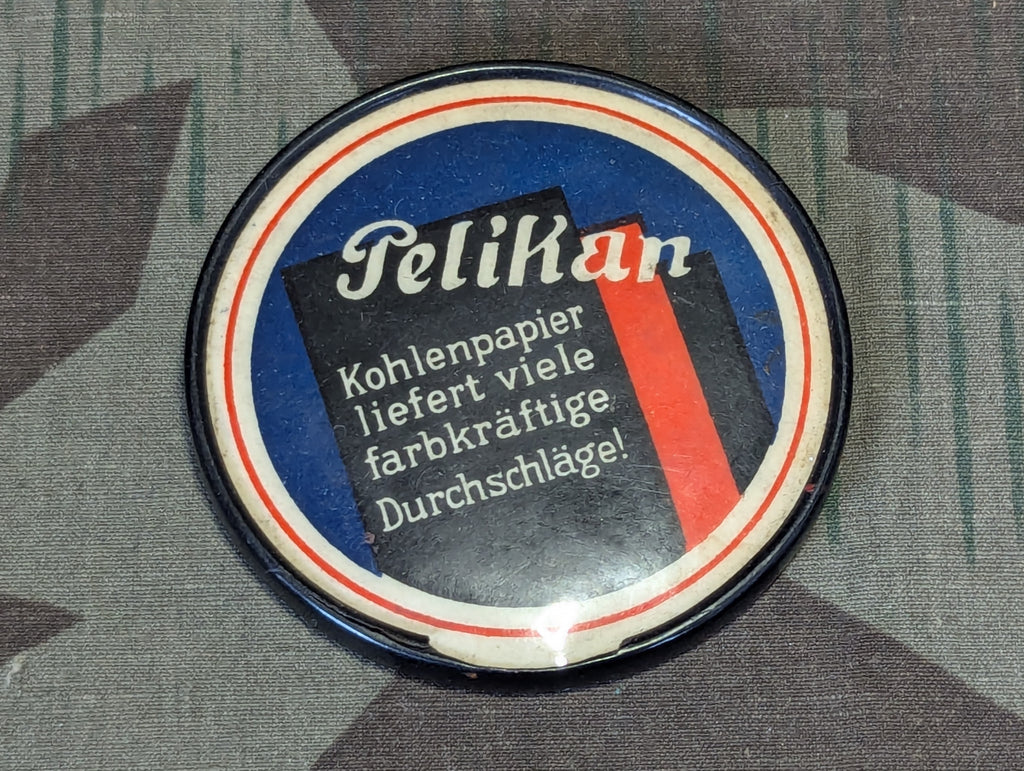 Pelikan
Kohlenpapier
liefert viele
farbkräftige
Durchschläge!